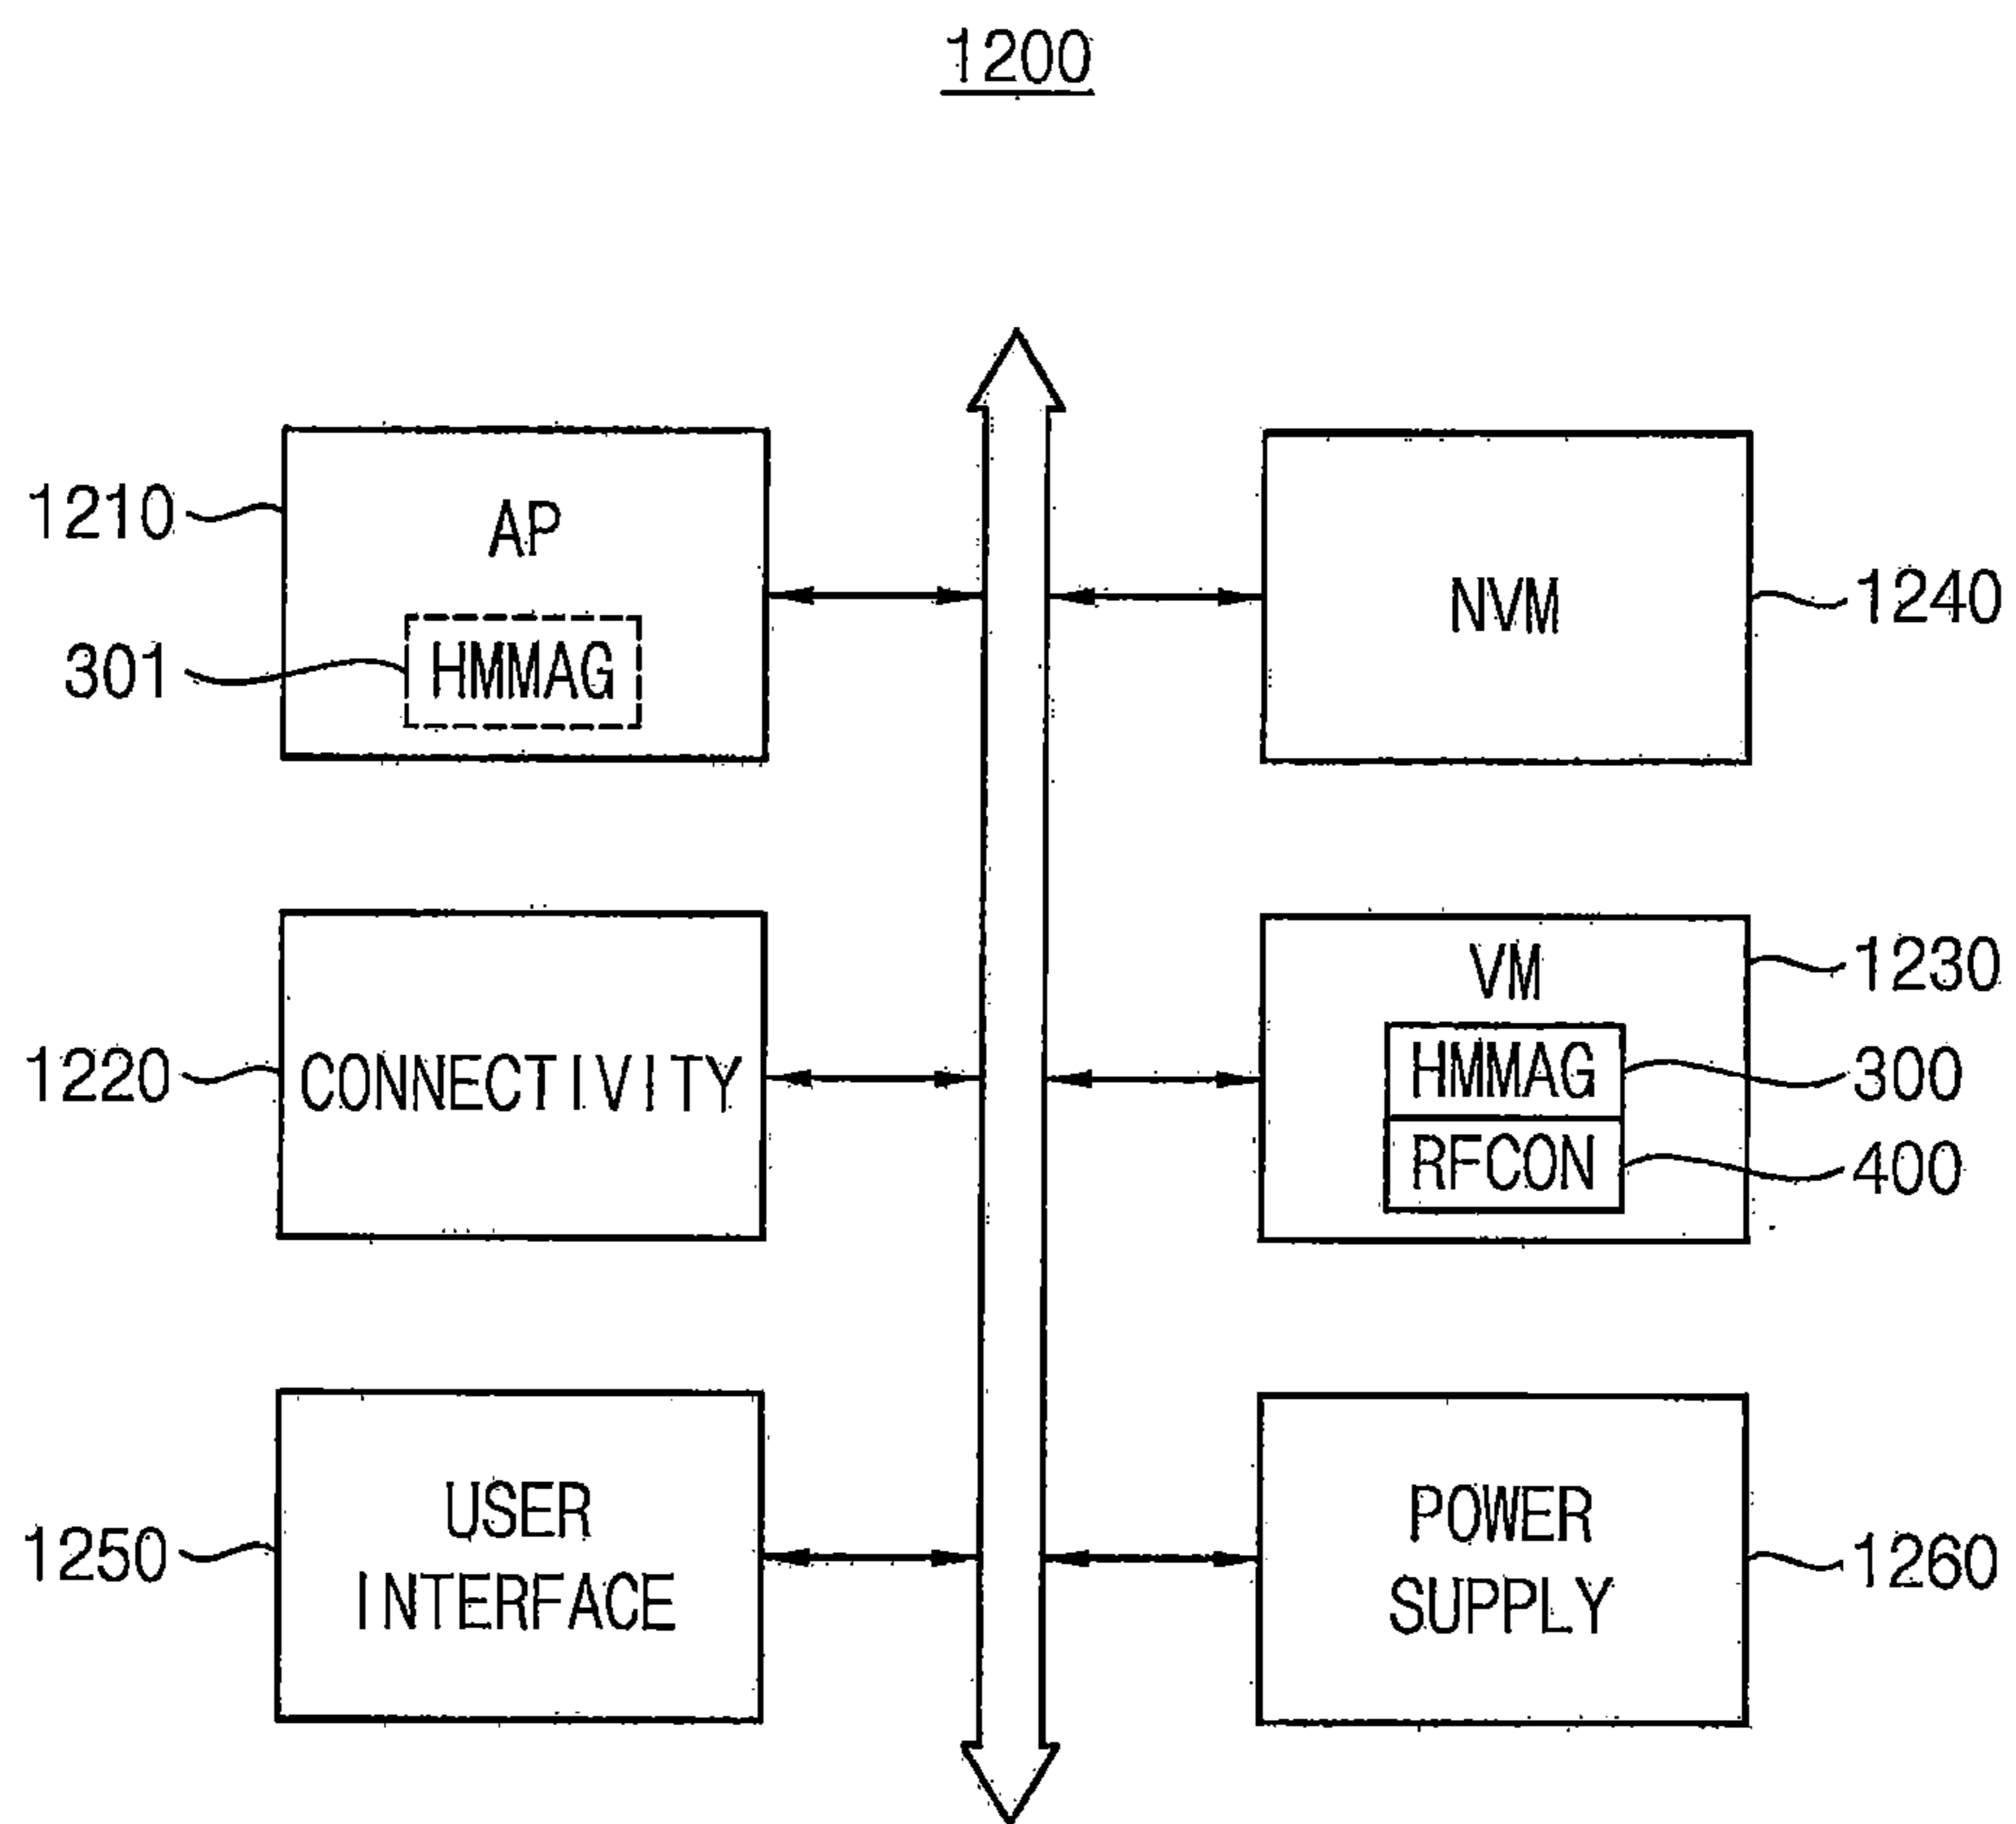 1200
1210
AP
301
HMMAG
NVM
1240
1220
CONNECTIVITY
VM
1230
HMMAG
300
RFCON
400
1250
USER
INTERFACE
POWER
SUPPLY
1260